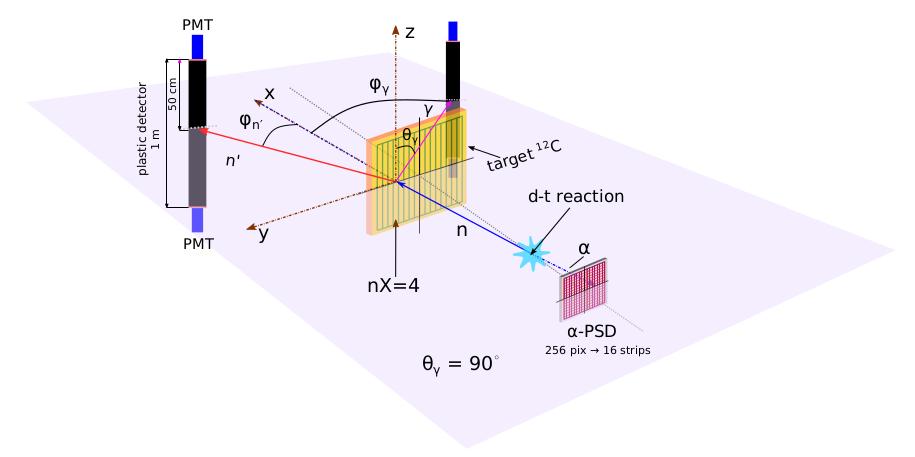 PMT
z
φγ
x
50 cm
plastic detector
1 m
φn′
γ
θγ
n'
target ¹²C
d-t reaction
y
n
α
PMT
nX=4
α-PSD
256 pix → 16 strips
θγ = 90°